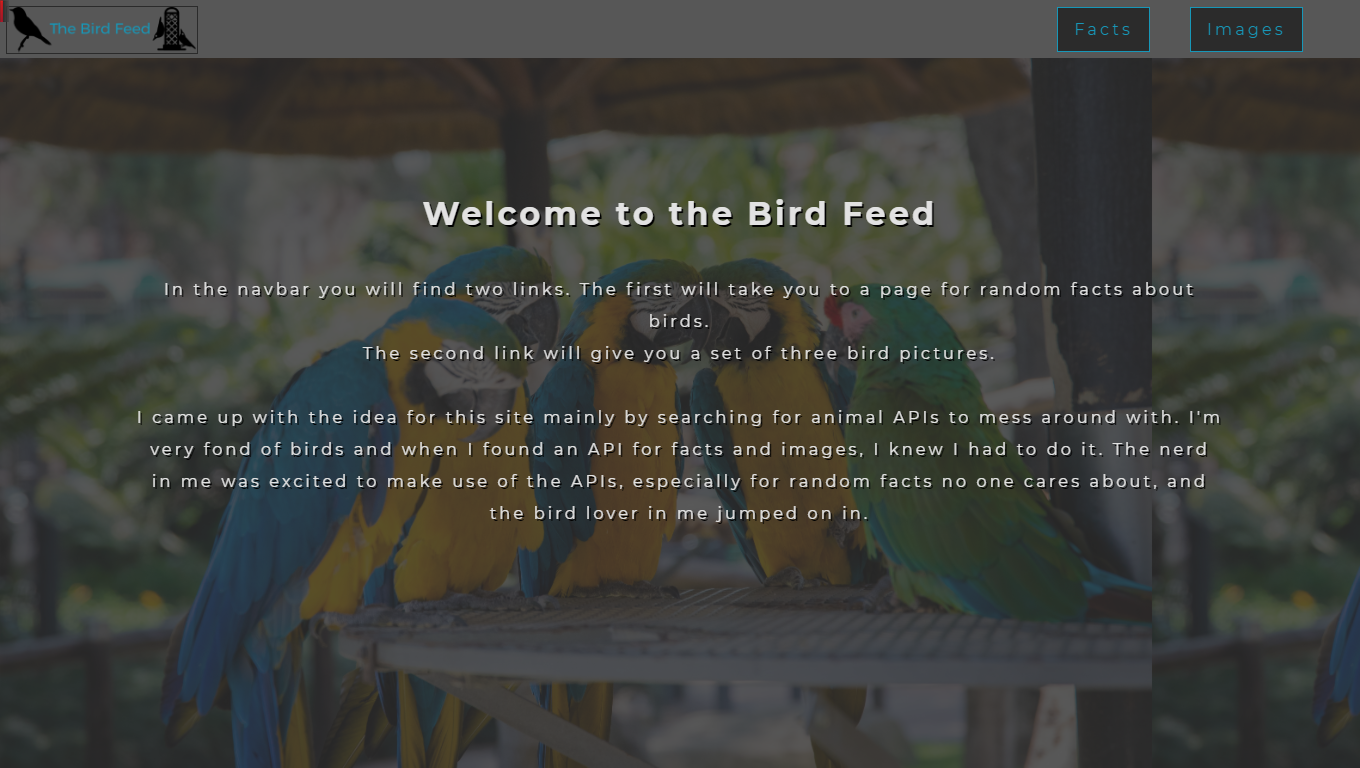 The Bird Feed
Facts
Images
Welcome to the Bird Feed
In the navbar you will find two links. The first will take you to a page for random facts about
birds.
The second link will give you a set of three bird pictures.
I came up with the idea for this site mainly by searching for animal APIs to mess around with. I'm
very fond of birds and when I found an API for facts and images, I knew I had to do it. The nerd
in me was excited to make use of the APIs, especially for random facts no one cares about, and
the bird lover in me jumped on in.